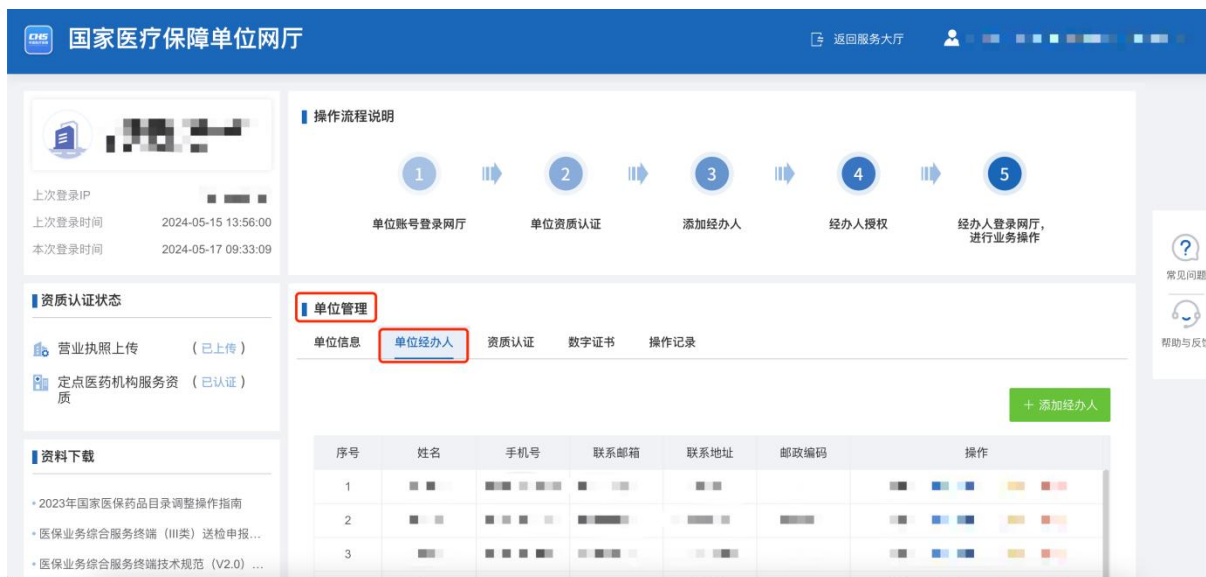 CHS
国家医疗保障单位网厅
返回服务大厅
上次登录IP
上次登录时间 2024-05-15 13:56:00
本次登录时间 2024-05-17 09:33:09
操作流程说明
1 2 3 4 5
单位账号登录网厅 单位资质认证 添加经办人 经办人授权 经办人登录网厅，
进行业务操作
常见问题
帮助与反馈
资质认证状态
营业执照上传 （已上传）
定点医药机构服务资 （已认证）
质
单位管理
单位信息 单位经办人 资质认证 数字证书 操作记录
+ 添加经办人
序号 姓名 手机号 联系邮箱 联系地址 邮政编码 操作
1
2
3
资料下载
• 2023年国家医保药品目录调整操作指南
• 医保业务综合服务终端（III类）送检申报...
• 医保业务综合服务终端技术规范（V2.0）...